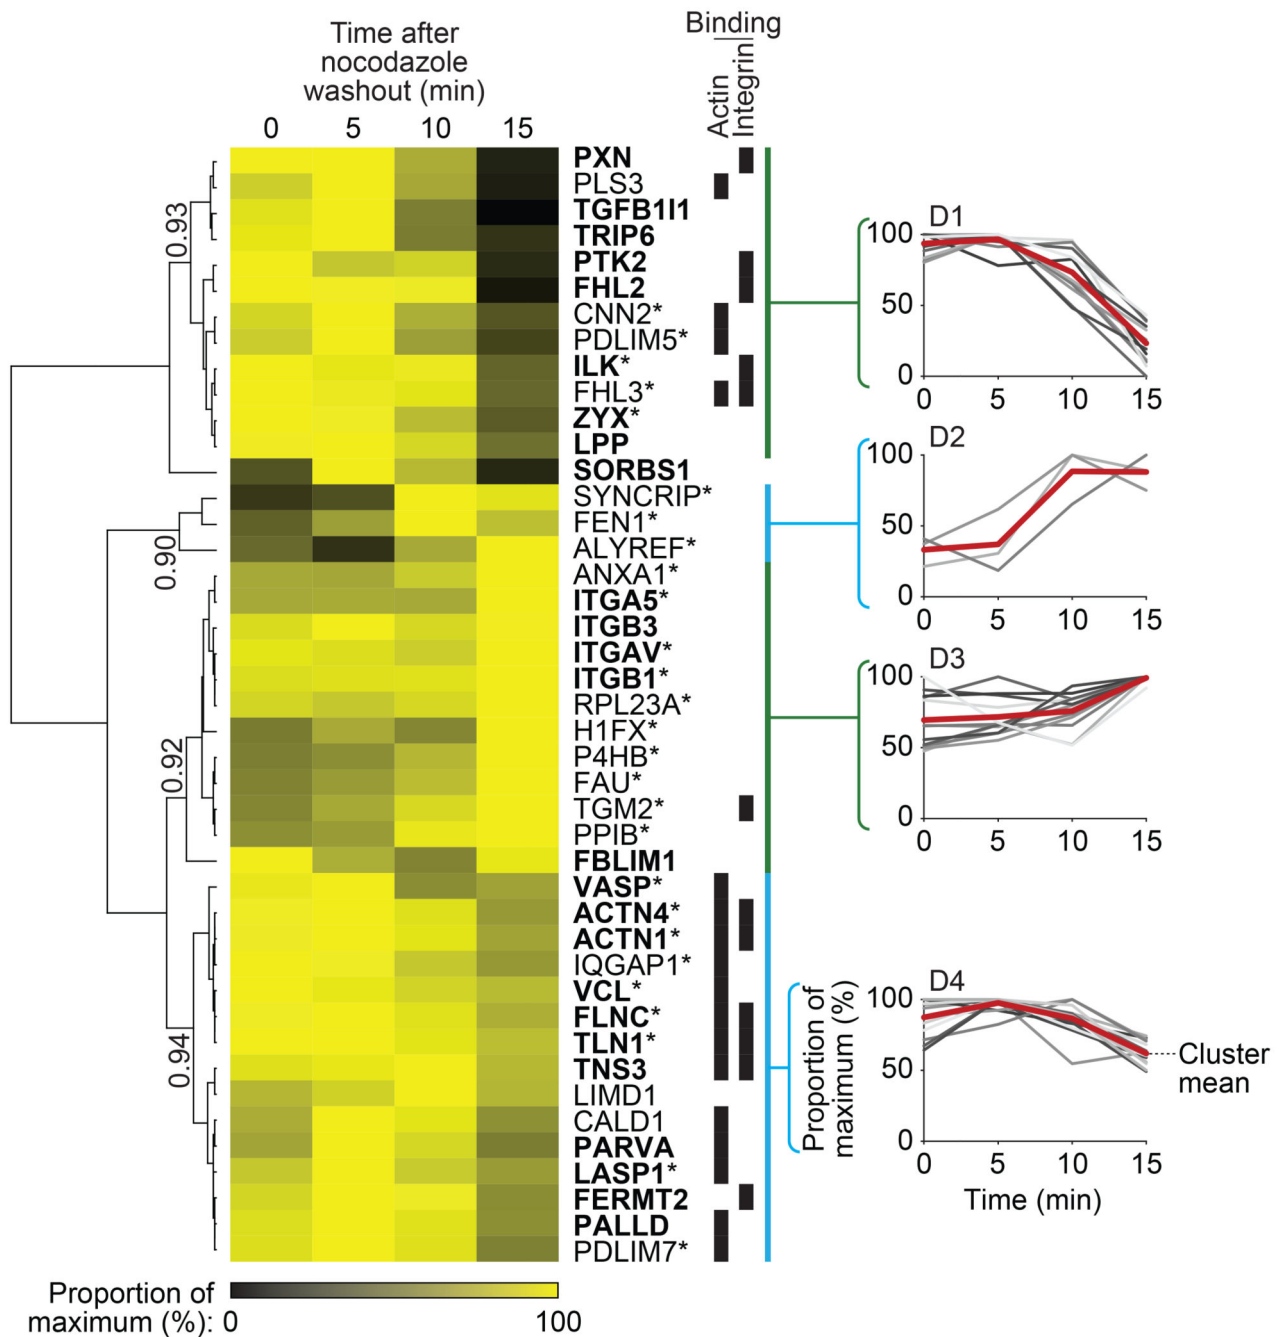 Time after
nocodazole
washout (min)
0 5 10 15
Binding
Actin
Integrin
PXN
PLS3
TGFB1I1
TRIP6
PTK2
FHL2
CNN2*
PDLIM5*
ILK*
FHL3*
ZYX*
LPP
SORBS1
SYNCRIP*
FEN1*
ALYREF*
ANXA1*
ITGA5*
ITGB3
ITGAV*
ITGB1*
RPL23A*
H1FX*
P4HB*
FAU*
TGM2*
PPIB*
FBLIM1
VASP*
ACTN4*
ACTN1*
IQGAP1*
VCL*
FLNC*
TLN1*
TNS3
LIMD1
CALD1
PARVA
LASP1*
FERMT2
PALLD
PDLIM7*
0.93
0.90
0.92
0.94
D1
100
50
0
0 5 10 15
D2
100
50
0
0 5 10 15
D3
100
50
0
0 5 10 15
D4
Proportion of
maximum (%)
100
50
0
0 5 10 15
Time (min)
Cluster
mean
Proportion of
maximum (%): 0 100